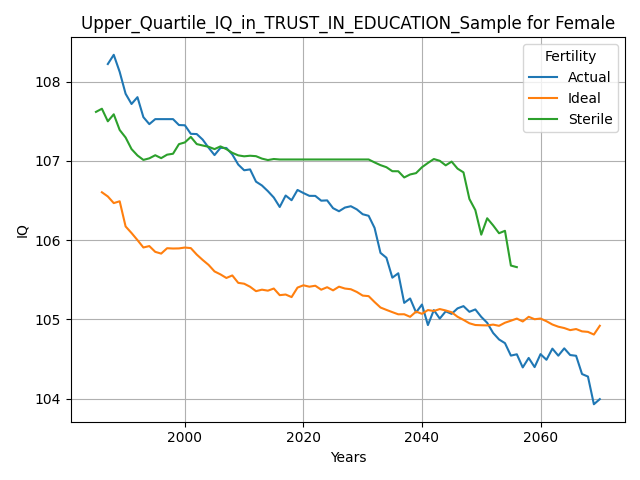 Upper_Quartile_IQ_in_TRUST_IN_EDUCATION_Sample for Female
Fertility
Actual
Ideal
Sterile
IQ
108
107
106
105
104
2000
2020
2040
2060
Years